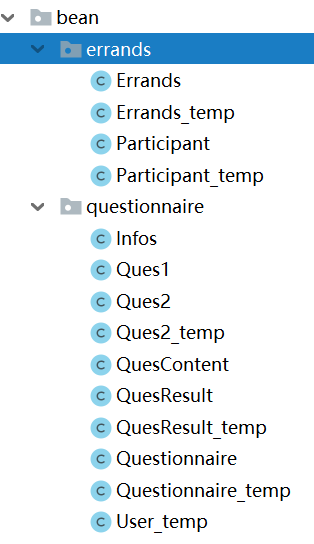 bean
errands
Errands
Errands_temp
Participant
Participant_temp
questionnaire
Infos
Ques1
Ques2
Ques2_temp
QuesContent
QuesResult
QuesResult_temp
Questionnaire
Questionnaire_temp
User_temp